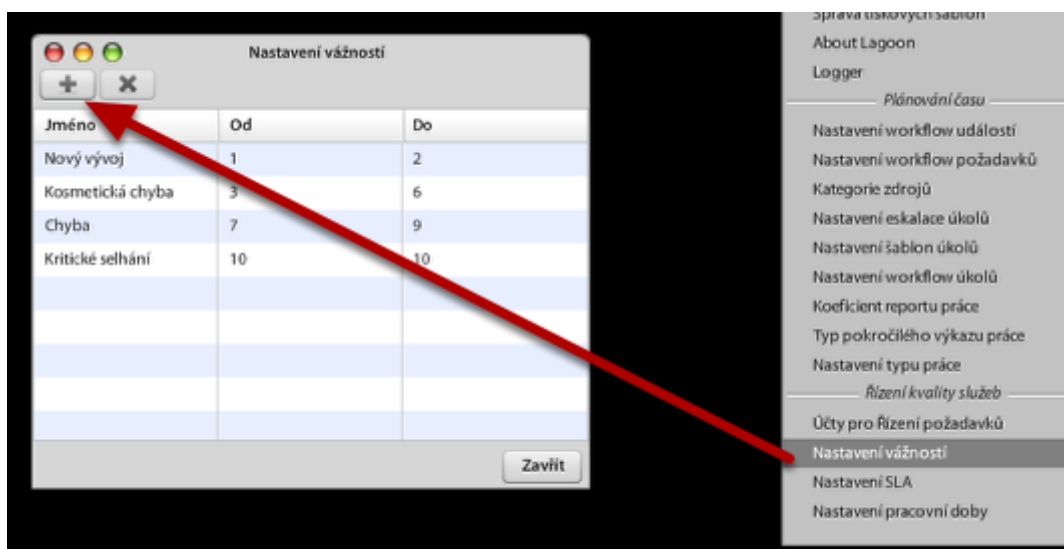 Nastavení vážností
Jméno Od Do
Nový vývoj 1 2
Kosmetická chyba 3 6
Chyba 7 9
Kritické selhání 10 10
Zavřít
Správa tiskových šablon
About Lagoon
Logger
Plánování času
Nastavení workflow událostí
Nastavení workflow požadavků
Kategorie zdrojů
Nastavení eskalace úkolů
Nastavení šablon úkolů
Nastavení workflow úkolů
Koeficient reportu práce
Typ pokročilého výkazu práce
Nastavení typu práce
Řízení kvality služeb
Účty pro Řízení požadavků
Nastavení vážností
Nastavení SLA
Nastavení pracovní doby